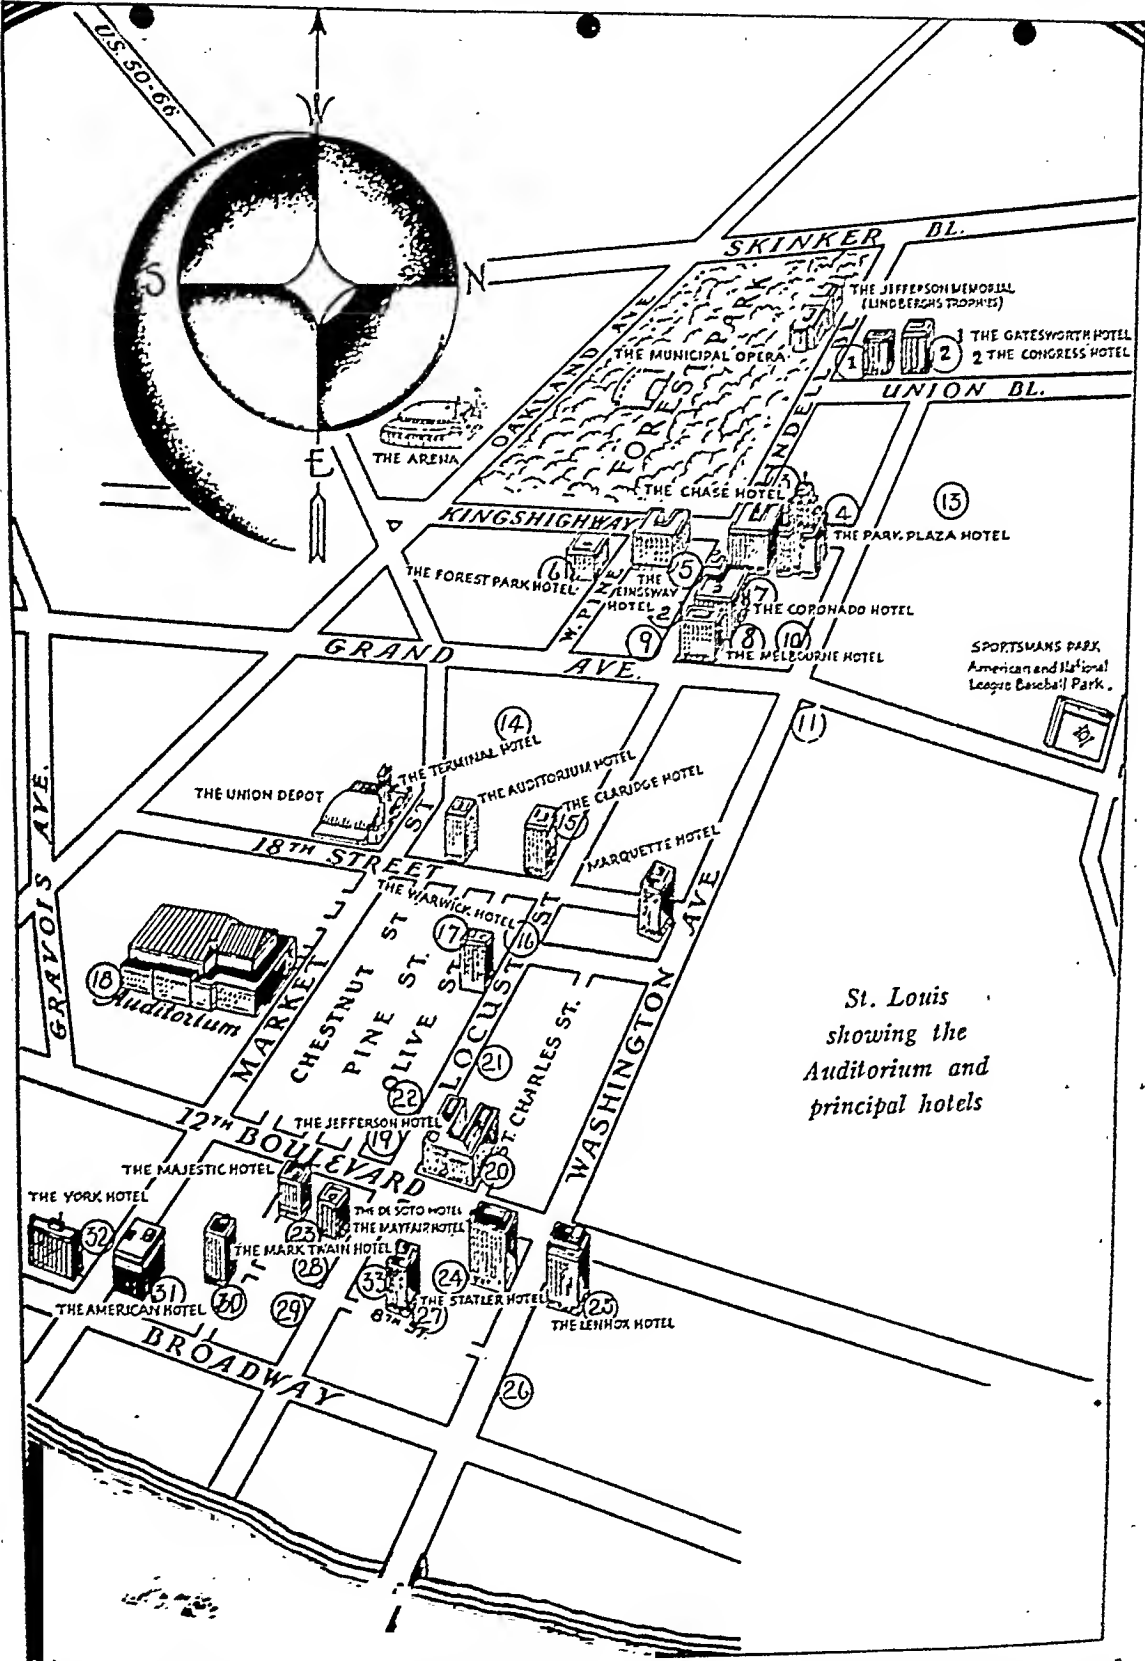 U.S. 50-66
W
S
N
E
SKINKER BL.
THE JEFFERSON MEMORIAL
(LINDBERGHS TROPHIES)
OAKLAND AVE
FOREST PARK
THE MUNICIPAL OPERA
1
2
1 THE GATESWORTH HOTEL
2 THE CONGRESS HOTEL
UNION BL.
THE ARENA
THE CHASE HOTEL
3
4
13
KINGSHIGHWAY
THE PARK PLAZA HOTEL
THE FOREST PARK HOTEL
6
W. PINE
THE
KINGSWAY
HOTEL
5
2
7
THE CORONADO HOTEL
9
8
10
THE MELBOURNE HOTEL
GRAND AVE.
SPORTSMANS PARK
American and National
League Baseball Park.
11
14
THE TERMINAL HOTEL
THE UNION DEPOT
ST
THE AUDITORIUM HOTEL
THE CLARIDGE HOTEL
15
MARQUETTE HOTEL
18TH STREET
THE WARWICK HOTEL
17
16
GRAVOIS AVE.
18
Auditorium
MARKET
CHESTNUT ST
PINE ST.
OLIVE ST
LOCUST ST
ST. CHARLES ST.
WASHINGTON AVE
St. Louis
showing the
Auditorium and
principal hotels
21
22
THE JEFFERSON HOTEL
19
20
12TH BOULEVARD
THE MAJESTIC HOTEL
THE YORK HOTEL
32
23
THE DE SOTO HOTEL
THE MAYFAIR HOTEL
THE MARK TWAIN HOTEL
28
33
24
31
THE AMERICAN HOTEL
30
29
27
8TH ST.
THE STATLER HOTEL
25
THE LENNOX HOTEL
BROADWAY
26